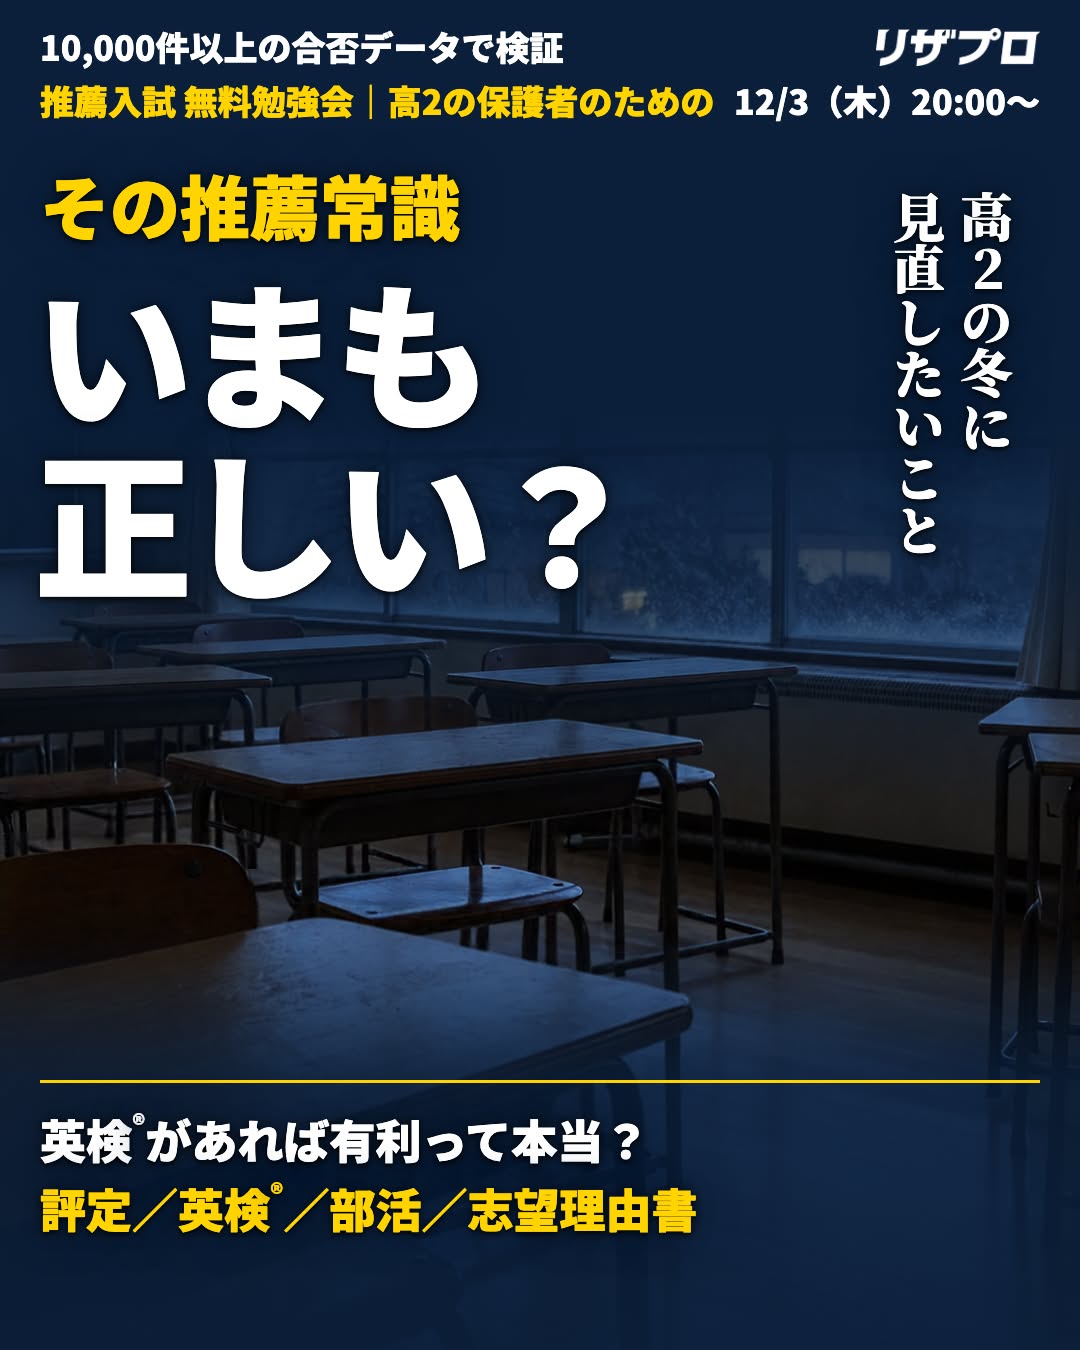 10,000件以上の合否データで検証
リザプロ
推薦入試 無料勉強会｜高2の保護者のための
12/3（木）20:00〜
その推薦常識
いまも
正しい？
高2の冬に
見直したいこと
英検®があれば有利って本当？
評定／英検®／部活／志望理由書